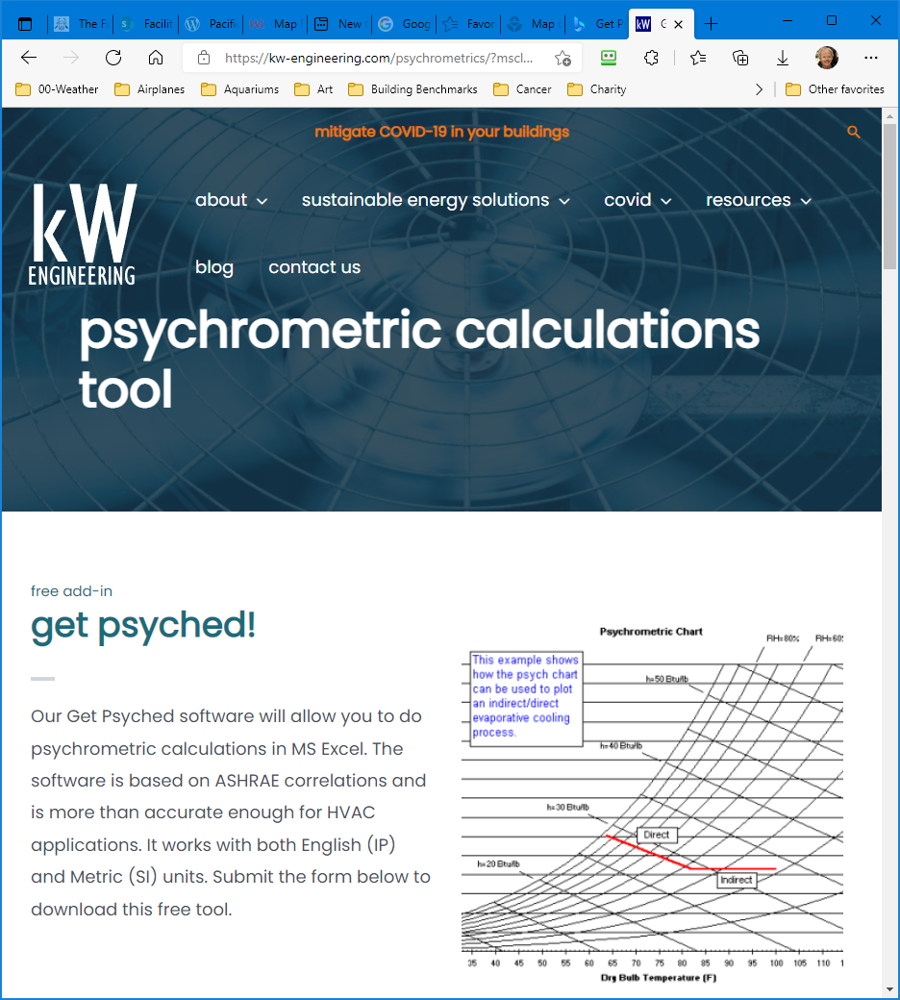 The F
Facilit
Pacifi
Map
New
Goog
Favor
Map
Get P
kW
https://kw-engineering.com/psychrometrics/?mscl...
00-Weather
Airplanes
Aquariums
Art
Building Benchmarks
Cancer
Charity
Other favorites
mitigate COVID-19 in your buildings
kW
ENGINEERING
about
sustainable energy solutions
covid
resources
blog
contact us
psychrometric calculations
tool
free add-in
get psyched!
Our Get Psyched software will allow you to do
psychrometric calculations in MS Excel. The
software is based on ASHRAE correlations and
is more than accurate enough for HVAC
applications. It works with both English (IP)
and Metric (SI) units. Submit the form below to
download this free tool.
Psychrometric Chart
RH=80%
RH=60%
This example shows
how the psych chart
can be used to plot
an indirect/direct
evaporative cooling
process.
h=50 Btu/lb
h=40 Btu/lb
h=30 Btu/lb
h=20 Btu/lb
Direct
Indirect
35 40 45 50 55 60 65 70 75 80 85 90 95 100 105 110 1
Dry Bulb Temperature (F)